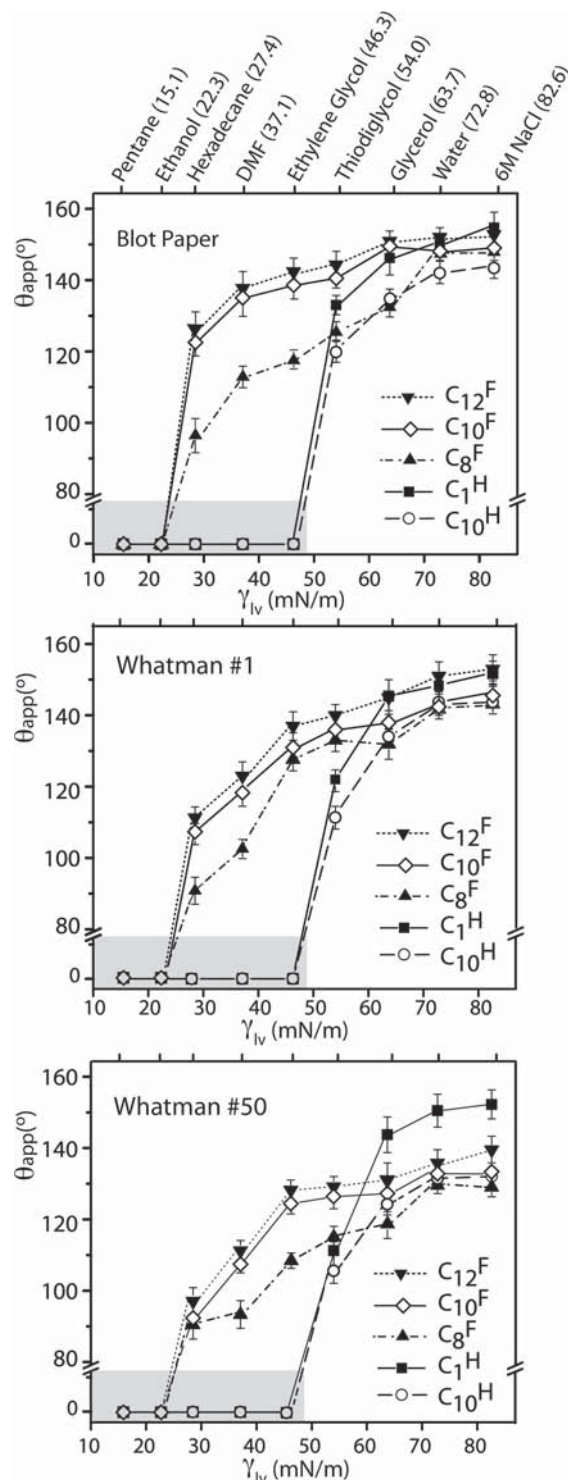 Pentane (15.1)
Ethanol (22.3)
Hexadecane (27.4)
DMF (37.1)
Ethylene Glycol (46.3)
Thiodiglycol (54.0)
Glycerol (63.7)
Water (72.8)
6M NaCl (82.6)
θapp(º)
160
140
120
100
80
0
Blot Paper
C12F
C10F
C8F
C1H
C10H
10 20 30 40 50 60 70 80
γlv (mN/m)
θapp(º)
160
140
120
100
80
0
Whatman #1
C12F
C10F
C8F
C1H
C10H
10 20 30 40 50 60 70 80
γlv (mN/m)
θapp(º)
160
140
120
100
80
0
Whatman #50
C12F
C10F
C8F
C1H
C10H
10 20 30 40 50 60 70 80
γlv (mN/m)